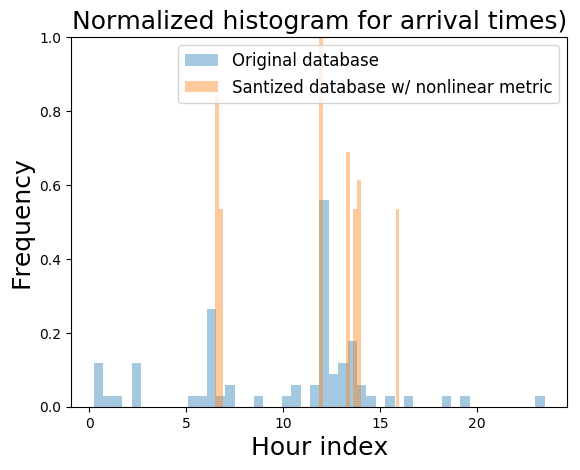 Normalized histogram for arrival times)
Original database
Santized database w/ nonlinear metric
1.0
0.8
0.6
0.4
0.2
0.0
Frequency
0 5 10 15 20
Hour index